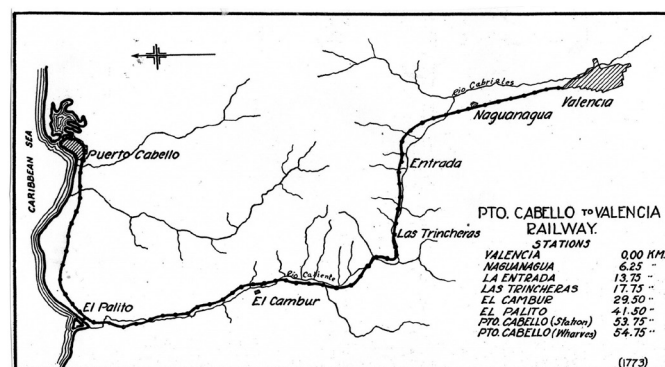 CARIBBEAN SEA
Puerto Cabello
El Palito
El Cambur
Río Caliente
Las Trincheras
Entrada
Naguanagua
Río Cabriales
Valencia
PTO. CABELLO TO VALENCIA
RAILWAY.
STATIONS
VALENCIA 0,00 KM.
NAGUANAGUA 6.25 "
LA ENTRADA 13.75 "
LAS TRINCHERAS 17.75 "
EL CAMBUR 29.50 "
EL PALITO 41.50 "
PTO. CABELLO (Station) 53.75 "
PTO. CABELLO (Wharves) 54.75 "
(1773)